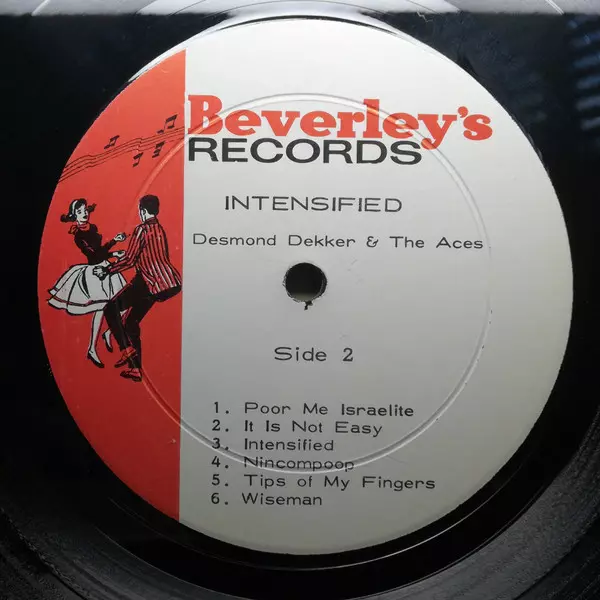 Beverley's
RECORDS
INTENSIFIED
Desmond Dekker & The Aces
Side 2
1. Poor Me Israelite
2. It Is Not Easy
3. Intensified
4. Nincompoop
5. Tips of My Fingers
6. Wiseman